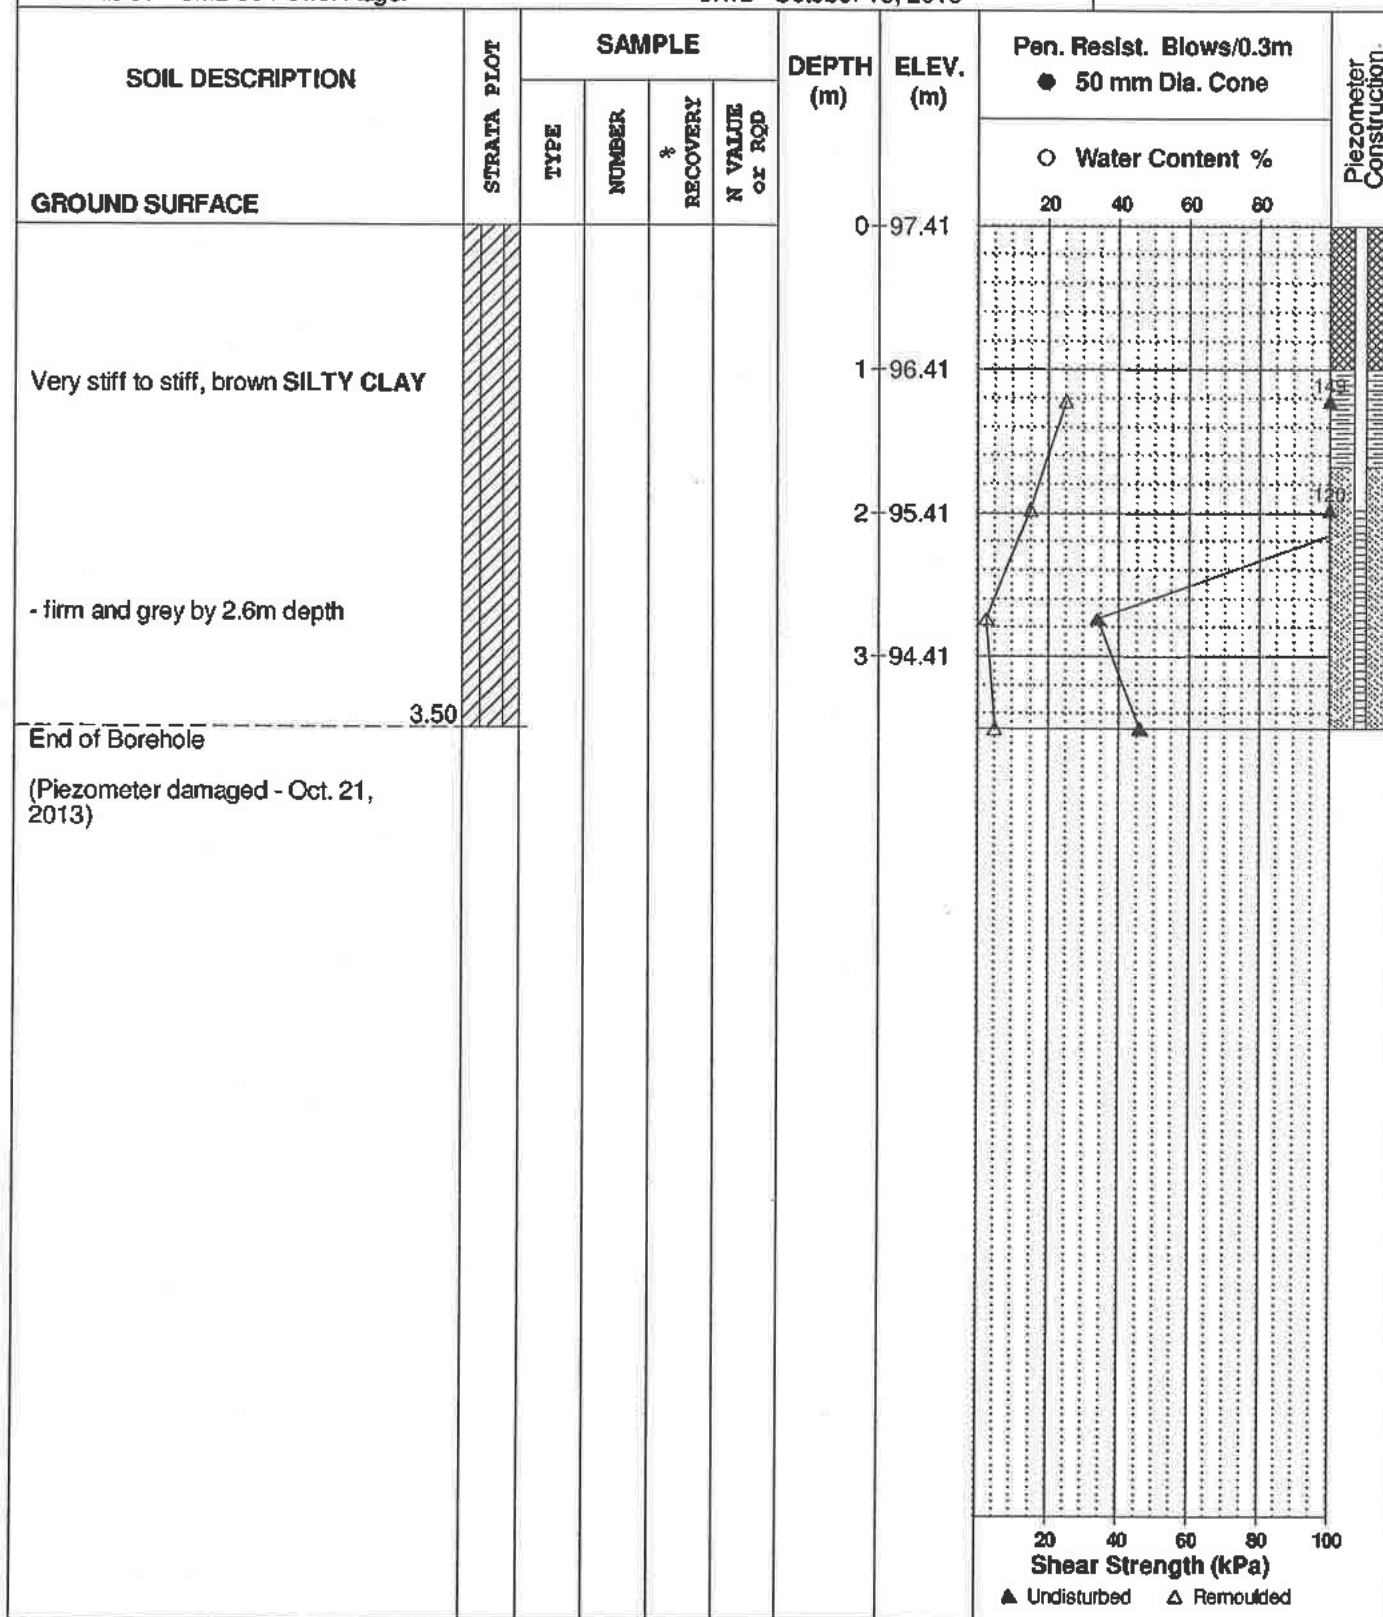 SOIL DESCRIPTION
GROUND SURFACE
STRATA PLOT
SAMPLE
TYPE
NUMBER
%
RECOVERY
N VALUE
or RQD
DEPTH
(m)
ELEV.
(m)
Pen. Resist. Blows/0.3m
● 50 mm Dia. Cone
○ Water Content %
20 40 60 80
Piezometer
Construction
0 97.41
Very stiff to stiff, brown SILTY CLAY
1 96.41
149
120
2 95.41
- firm and grey by 2.6m depth
3 94.41
3.50
End of Borehole
(Piezometer damaged - Oct. 21,
2013)
20 40 60 80 100
Shear Strength (kPa)
▲ Undisturbed △ Remoulded